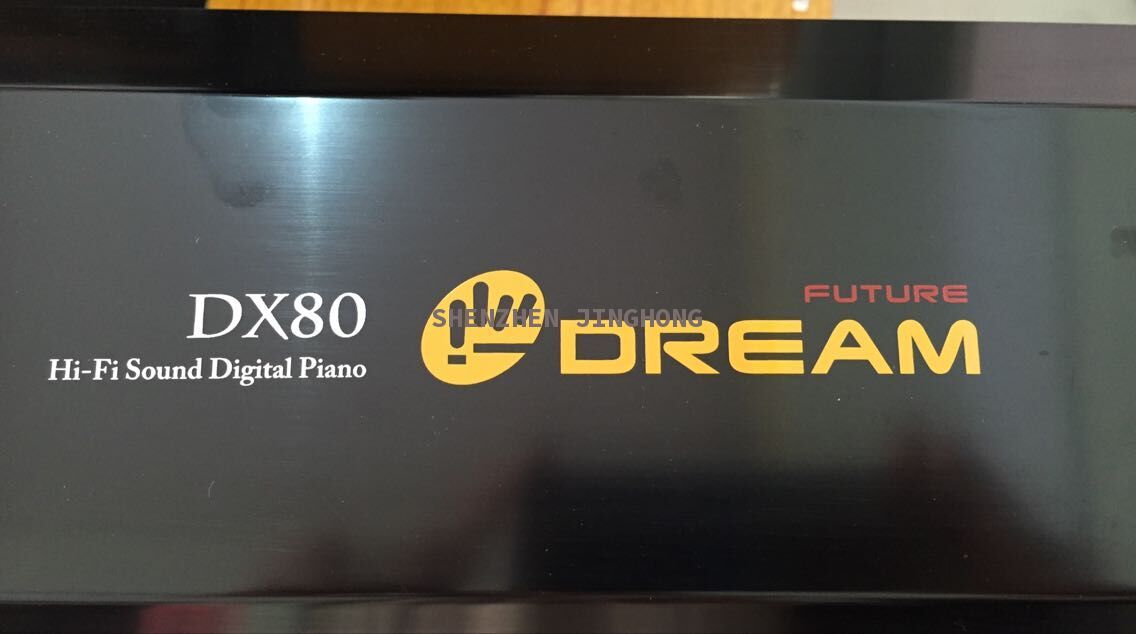 DX80
Hi-Fi Sound Digital Piano
FUTURE
DREAM
SHENZHEN JINGHONG